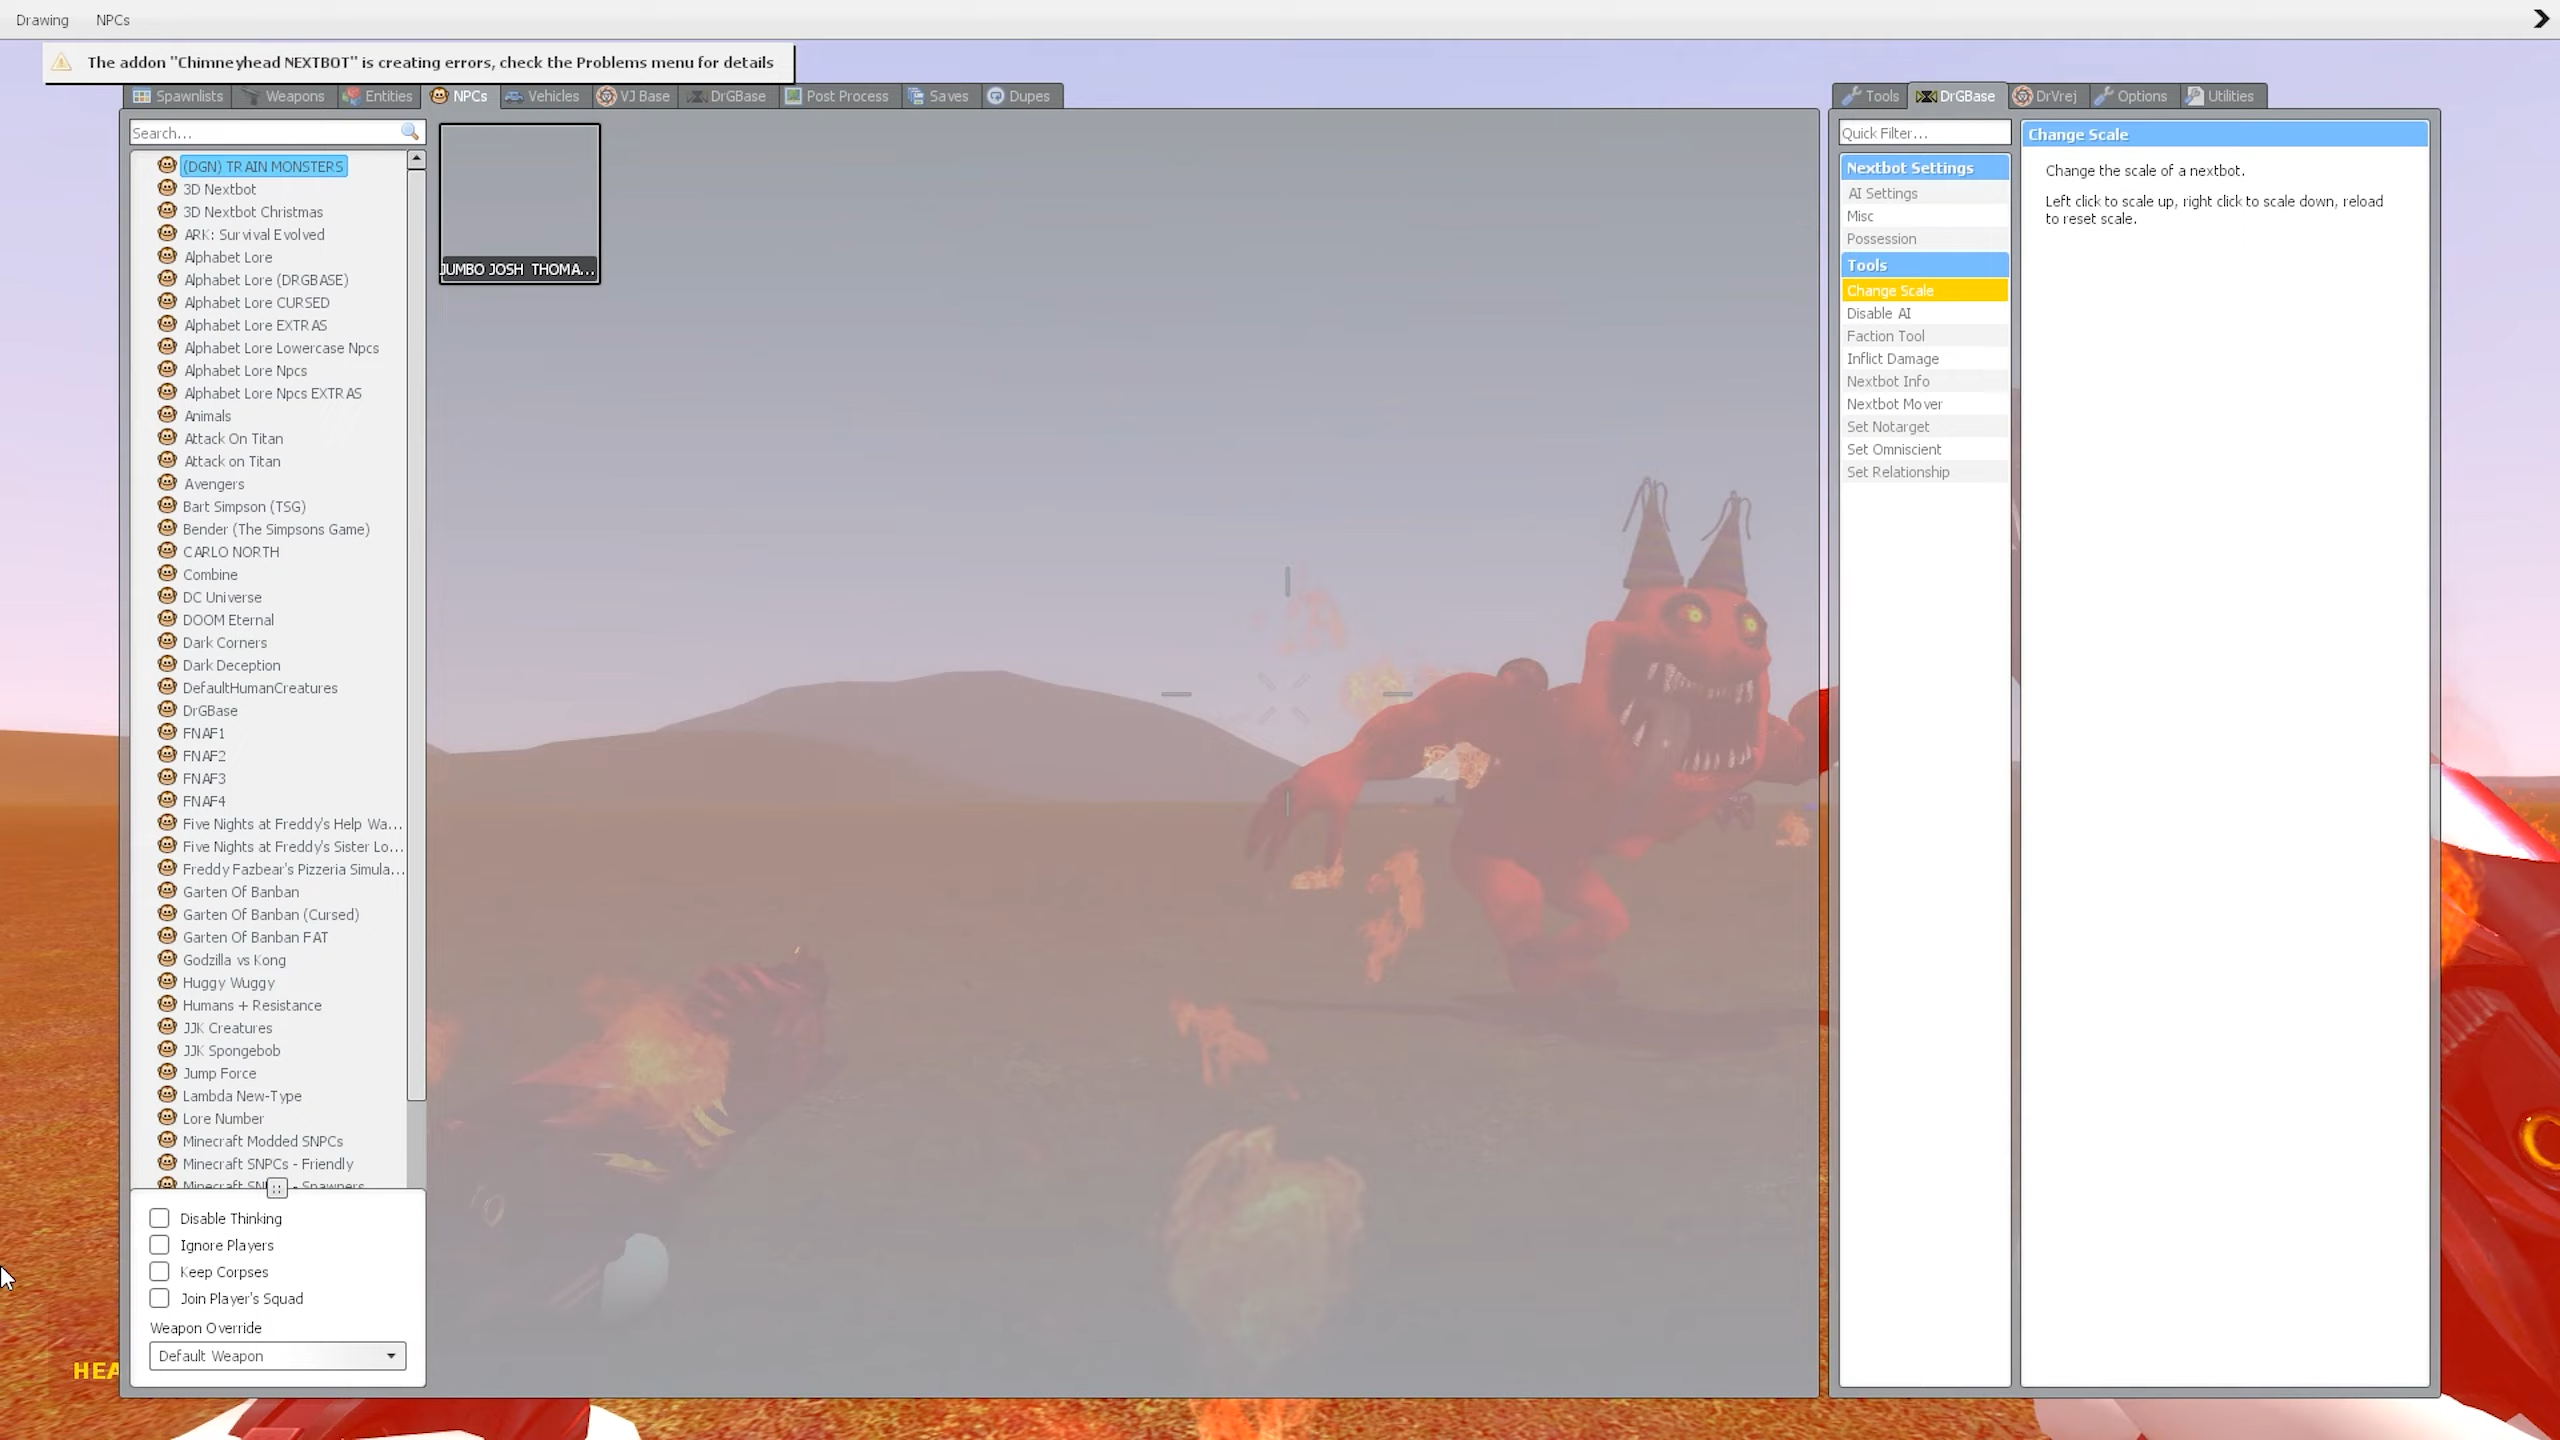 Drawing NPCs
The addon "Chimneyhead NEXTBOT" is creating errors, check the Problems menu for details
Spawnlists Weapons Entities NPCs Vehicles VJ Base DrGBase Post Process Saves Dupes
Tools DrGBase DrVrej Options Utilities
Search...
(DGN) TRAIN MONSTERS
3D Nextbot
3D Nextbot Christmas
ARK: Survival Evolved
Alphabet Lore
Alphabet Lore (DRGBASE)
Alphabet Lore CURSED
Alphabet Lore EXTRAS
Alphabet Lore Lowercase Npcs
Alphabet Lore Npcs
Alphabet Lore Npcs EXTRAS
Animals
Attack On Titan
Attack on Titan
Avengers
Bart Simpson (TSG)
Bender (The Simpsons Game)
CARLO NORTH
Combine
DC Universe
DOOM Eternal
Dark Corners
Dark Deception
DefaultHumanCreatures
DrGBase
FNAF1
FNAF2
FNAF3
FNAF4
Five Nights at Freddy's Help Wa...
Five Nights at Freddy's Sister Lo...
Freddy Fazbear's Pizzeria Simula...
Garten Of Banban
Garten Of Banban (Cursed)
Garten Of Banban FAT
Godzilla vs Kong
Huggy Wuggy
Humans + Resistance
JJK Creatures
JJK Spongebob
Jump Force
Lambda New-Type
Lore Number
Minecraft Modded SNPCs
Minecraft SNPCs - Friendly
Minecraft SN - Spawners
Disable Thinking
Ignore Players
Keep Corpses
Join Player's Squad
Weapon Override
Default Weapon
HEA
JUMBO JOSH THOMA...
Quick Filter...
Nextbot Settings
AI Settings
Misc
Possession
Tools
Change Scale
Disable AI
Faction Tool
Inflict Damage
Nextbot Info
Nextbot Mover
Set Notarget
Set Omniscient
Set Relationship
Change Scale
Change the scale of a nextbot.
Left click to scale up, right click to scale down, reload
to reset scale.